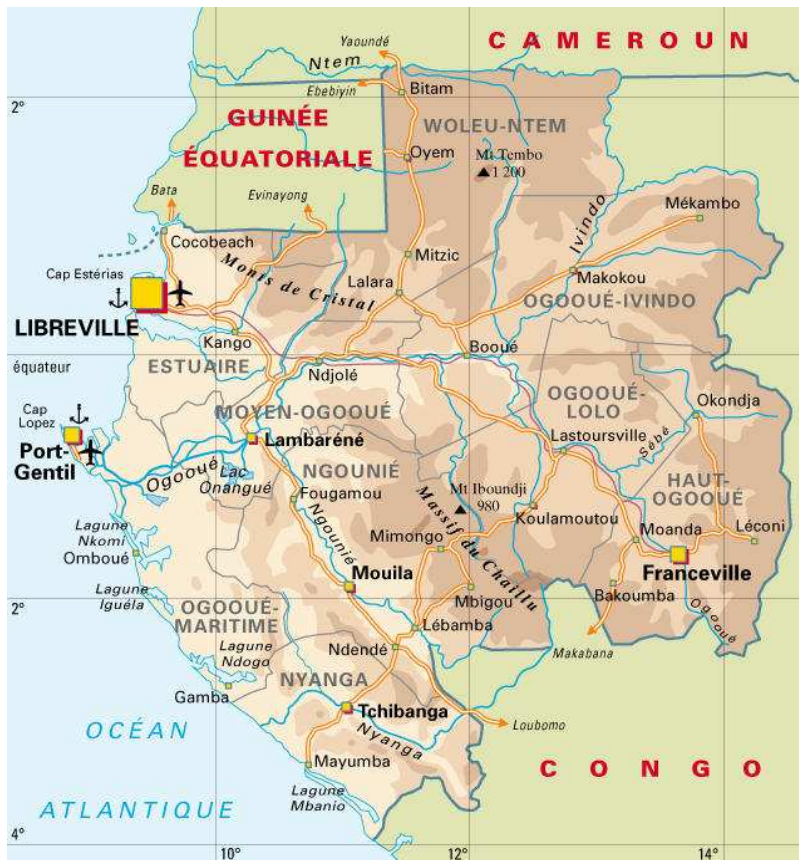 CAMEROUN
Yaoundé
Ntem
Ebebiyin
Bitam
2°
GUINÉE
ÉQUATORIALE
WOLEU-NTEM
Oyem
Mt Tembo
1 200
Bata
Evinayong
Ivindo
Mékambo
Cocobeach
Mitzic
Cap Estérias
Monts de Cristal
Lalara
Makokou
OGOOUÉ-IVINDO
LIBREVILLE
Kango
équateur
ESTUAIRE
Ndjolé
Booué
OGOOUÉ-
LOLO
Okondja
Cap
Lopez
MOYEN-OGOOUÉ
Port-
Gentil
Lambaréné
Lastoursville
Sébé
Ogooué
Lac
Onangué
NGOUNIÉ
Fougamou
Mt Iboundji
980
HAUT-
OGOOUÉ
Massif du Chaillu
Koulamoutou
Moanda
Léconi
Lagune
Nkomi
Omboué
Ngounié
Mimongo
Franceville
Lagune
Iguéla
Mouila
Mbigou
Bakoumba
2°
OGOOUÉ-
MARITIME
Lébamba
Ogooué
Lagune
Ndogo
Ndendé
Makabana
NYANGA
Gamba
Tchibanga
Loubomo
OCÉAN
Nyanga
Mayumba
CONGO
Lagune
Mbanio
ATLANTIQUE
4°
10°
12°
14°